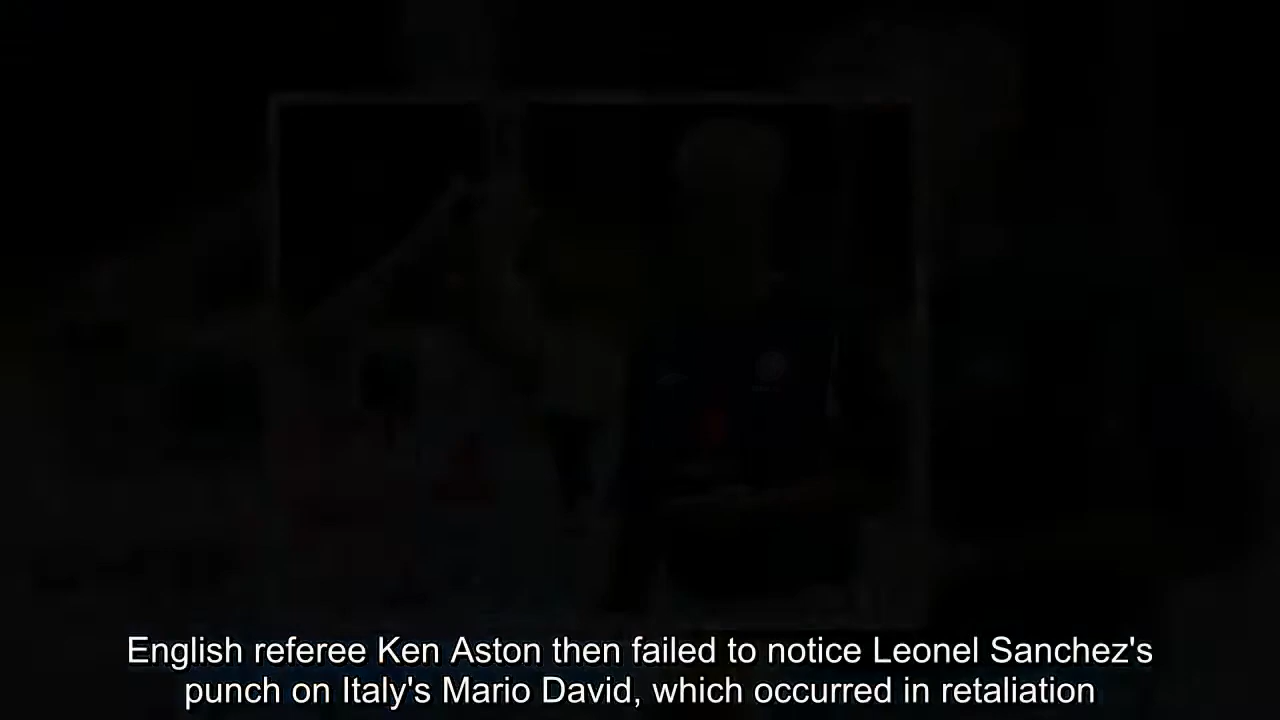 English referee Ken Aston then failed to notice Leonel Sanchez's
punch on Italy's Mario David, which occurred in retaliation